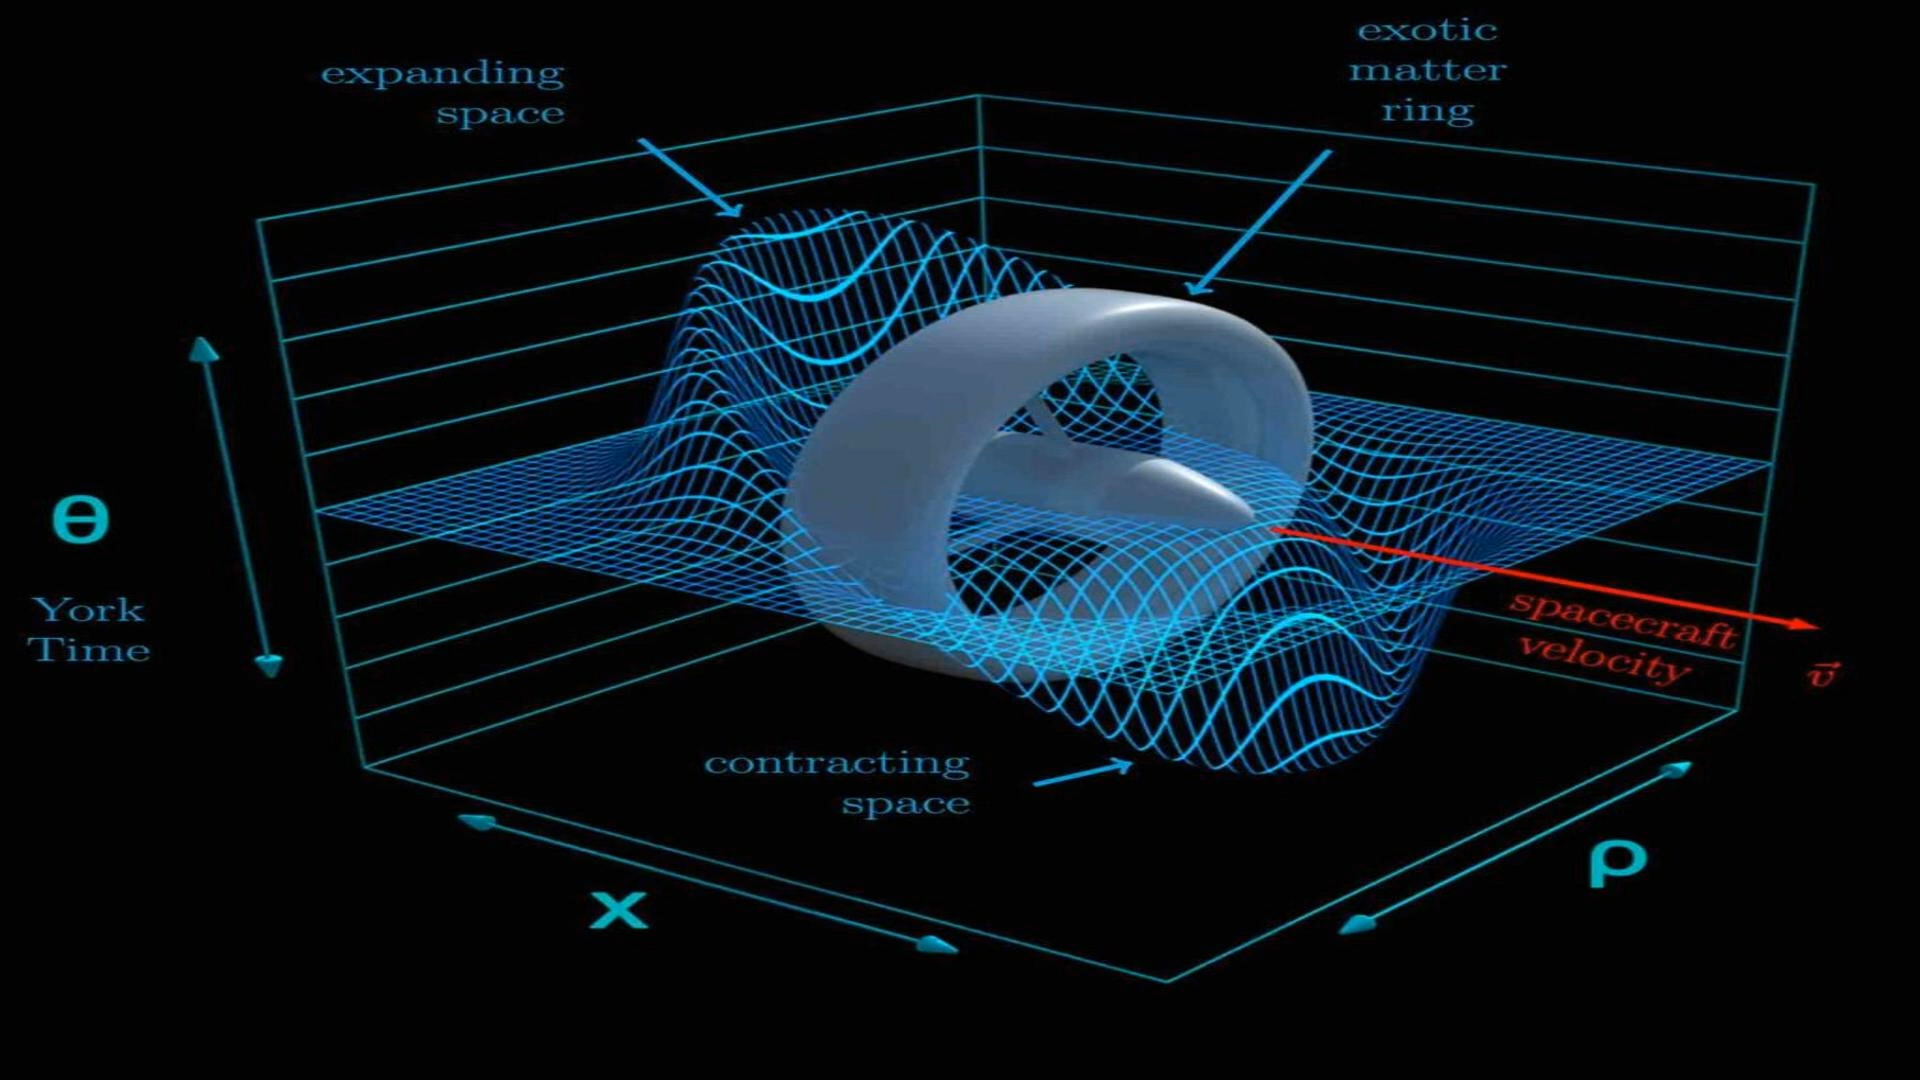 exotic
matter
ring
expanding
space
θ
York
Time
spacecraft
velocity
v⃗
contracting
space
x
ρ